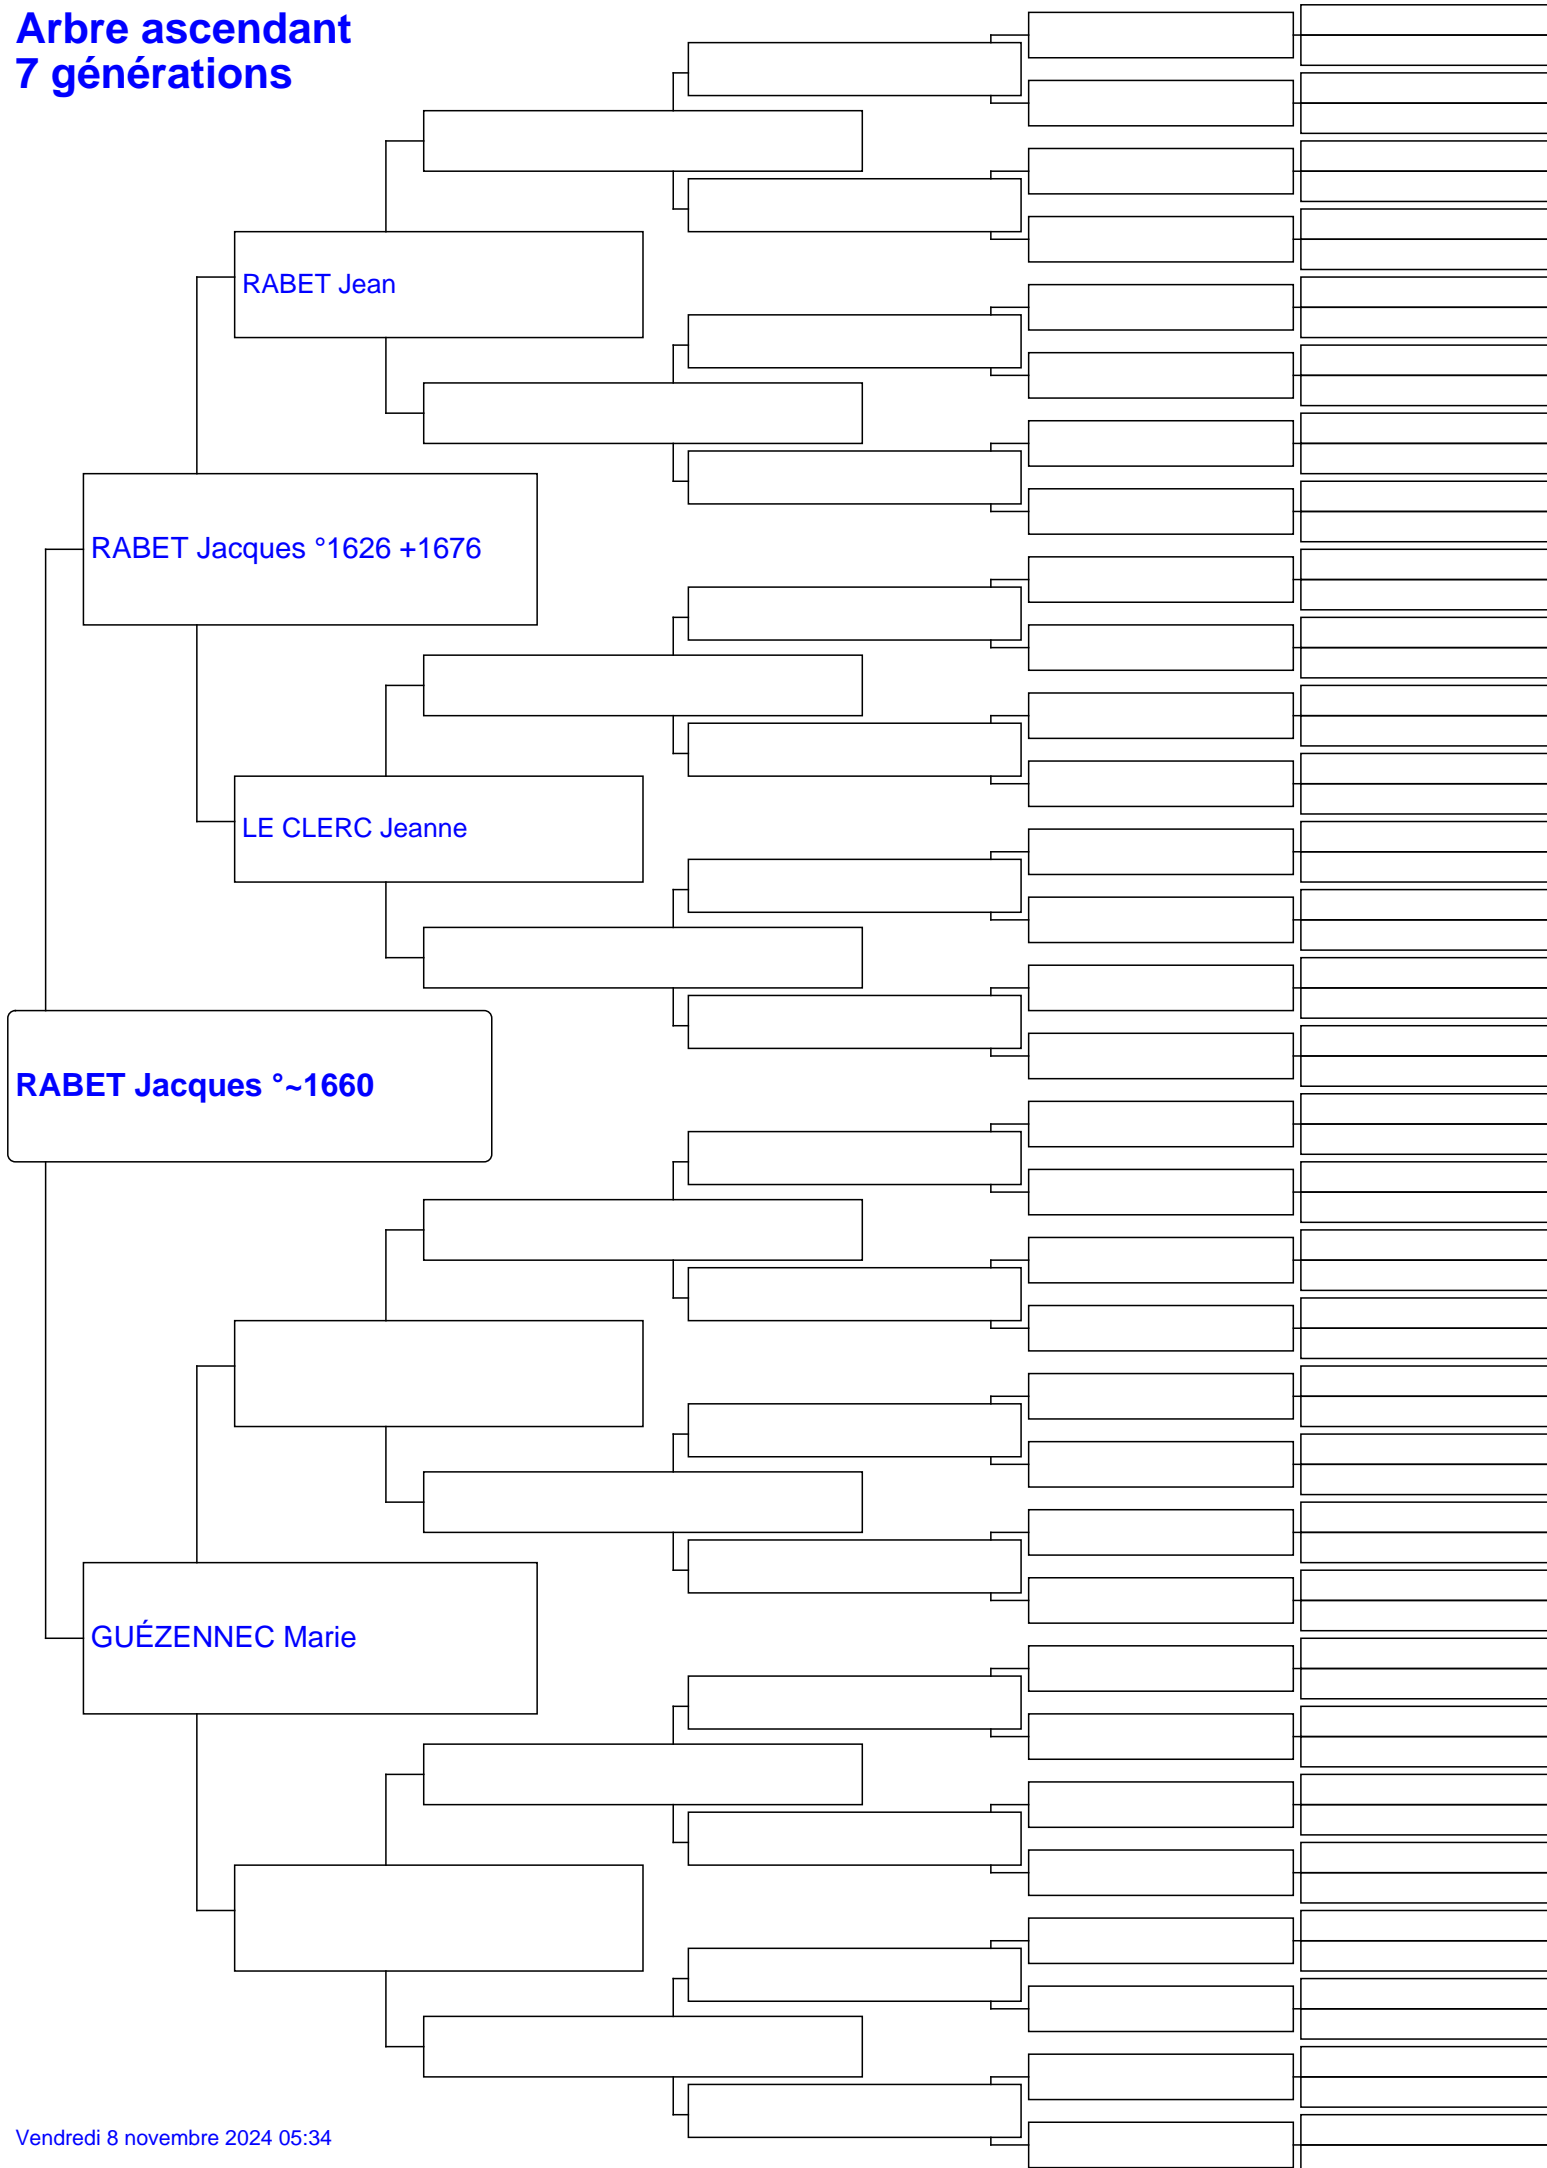 Arbre ascendant
7 générations
RABET Jean
RABET Jacques °1626 +1676
LE CLERC Jeanne
RABET Jacques °~1660
GUÉZENNEC Marie
Vendredi 8 novembre 2024 05:34